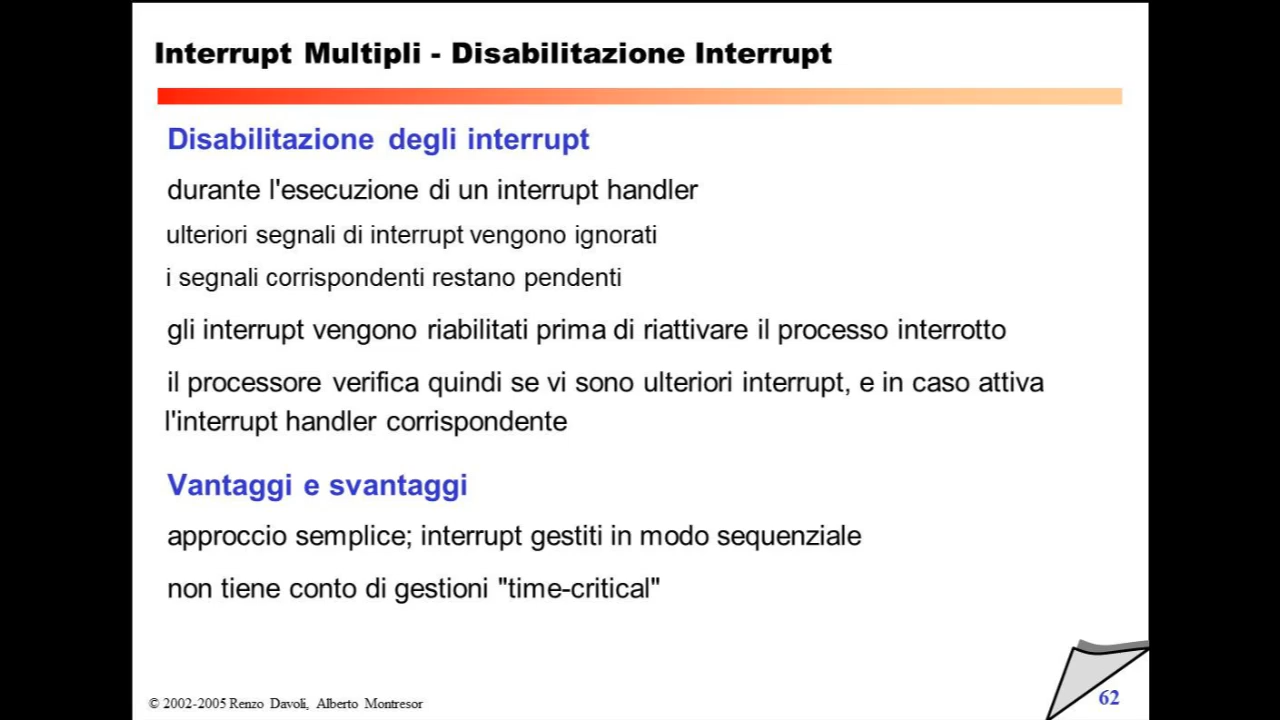 Interrupt Multipli - Disabilitazione Interrupt
Disabilitazione degli interrupt
durante l'esecuzione di un interrupt handler
ulteriori segnali di interrupt vengono ignorati
i segnali corrispondenti restano pendenti
gli interrupt vengono riabilitati prima di riattivare il processo interrotto
il processore verifica quindi se vi sono ulteriori interrupt, e in caso attiva
l'interrupt handler corrispondente
Vantaggi e svantaggi
approccio semplice; interrupt gestiti in modo sequenziale
non tiene conto di gestioni "time-critical"
© 2002-2005 Renzo Davoli, Alberto Montresor
62